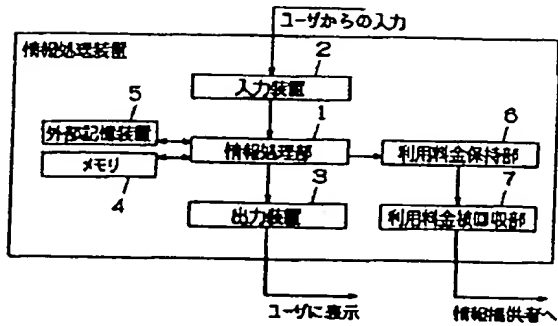 ユーザからの入力
情報処理装置
2
入力装置
5
外部記憶装置
1
情報処理部
6
利用料金保持部
メモリ
4
3
出力装置
7
利用料金被回収部
ユーザに表示
情報提供者へ